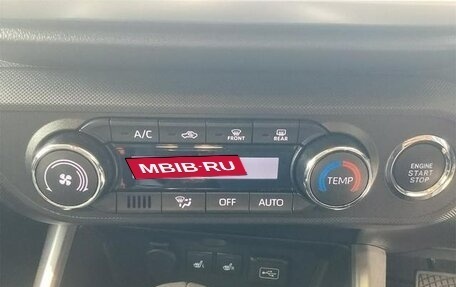 A/C
FRONT
REAR
MBIB-RU
TEMP
ENGINE
START
STOP
OFF
AUTO